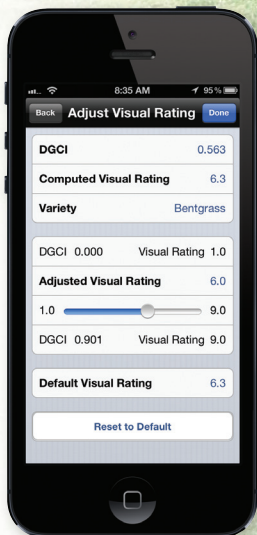 8:35 AM 95%
Back Adjust Visual Rating Done
DGCI 0.563
Computed Visual Rating 6.3
Variety Bentgrass
DGCI 0.000 Visual Rating 1.0
Adjusted Visual Rating 6.0
1.0 9.0
DGCI 0.901 Visual Rating 9.0
Default Visual Rating 6.3
Reset to Default